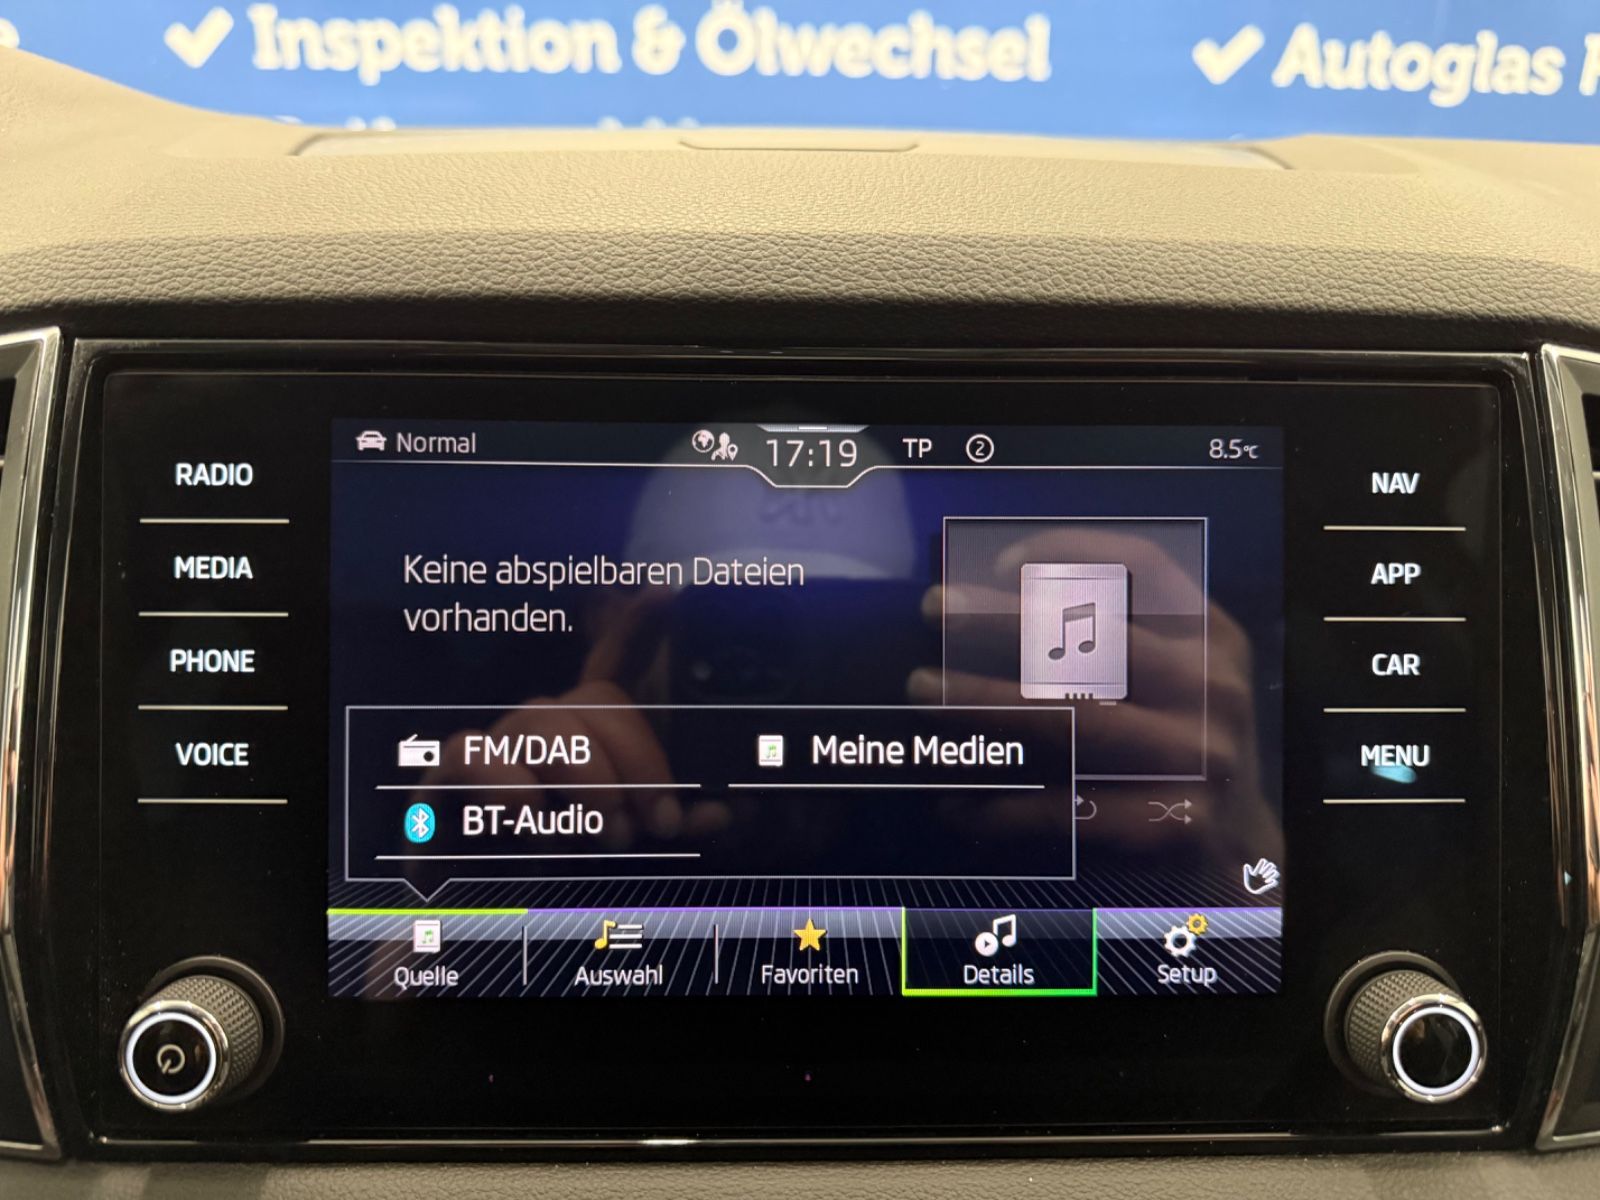 Inspektion & Ölwechsel
Autoglas
RADIO
MEDIA
PHONE
VOICE
Normal
17:19
TP
2
8.5°C
Keine abspielbaren Dateien
vorhanden.
FM/DAB
Meine Medien
BT-Audio
Quelle
Auswahl
Favoriten
Details
Setup
NAV
APP
CAR
MENU